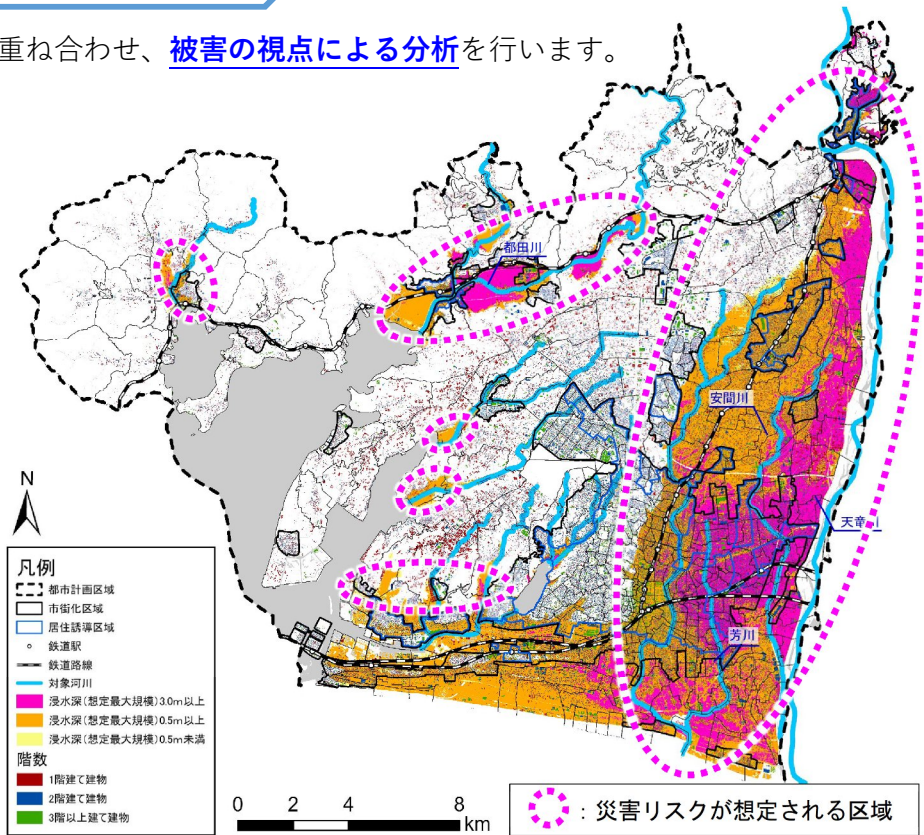 重ね合わせ、被害の視点による分析を行います。
都田川
安間川
天竜川
芳川
N
凡例
都市計画区域
市街化区域
居住誘導区域
鉄道駅
鉄道路線
対象河川
浸水深(想定最大規模)3.0m以上
浸水深(想定最大規模)0.5m以上
浸水深(想定最大規模)0.5m未満
階数
1階建て建物
2階建て建物
3階以上建て建物
0 2 4 8
km
：災害リスクが想定される区域